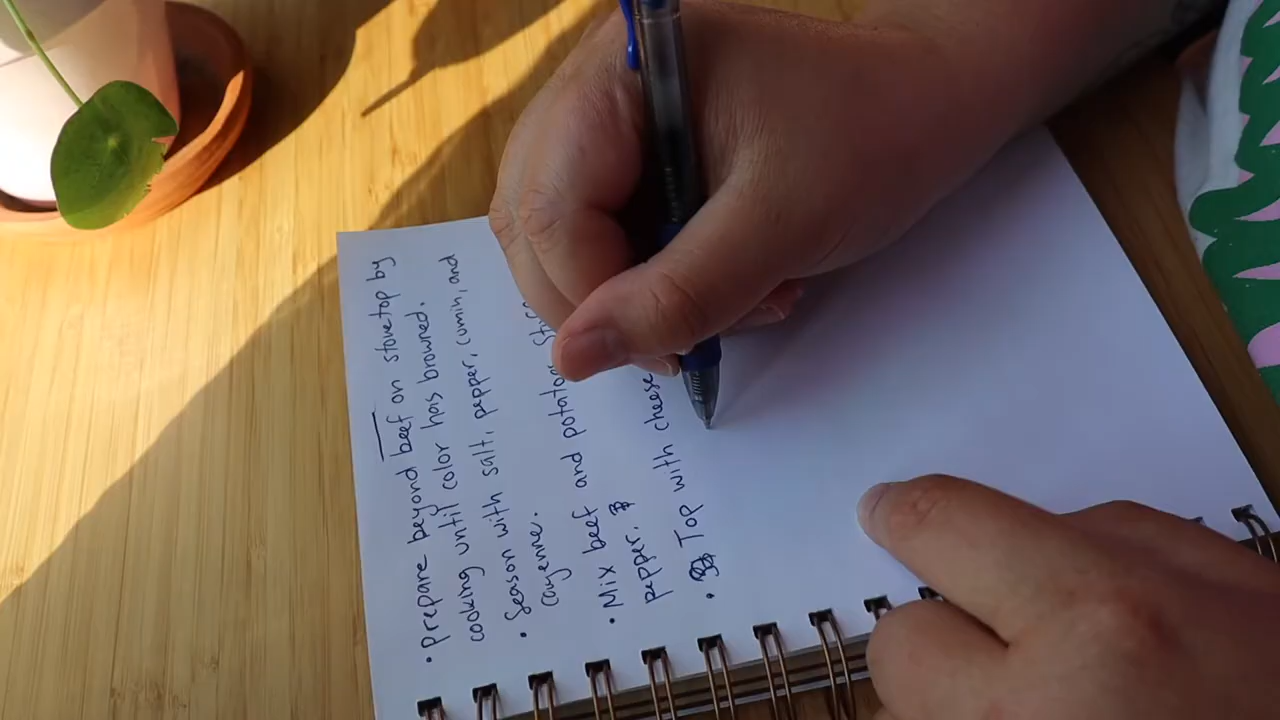 • Prepare beyond beef on stovetop by
cooking until color has browned.
• Season with salt, pepper, cumin, and
cayenne.
• Mix beef and potatoes
pepper.
• Top with cheese